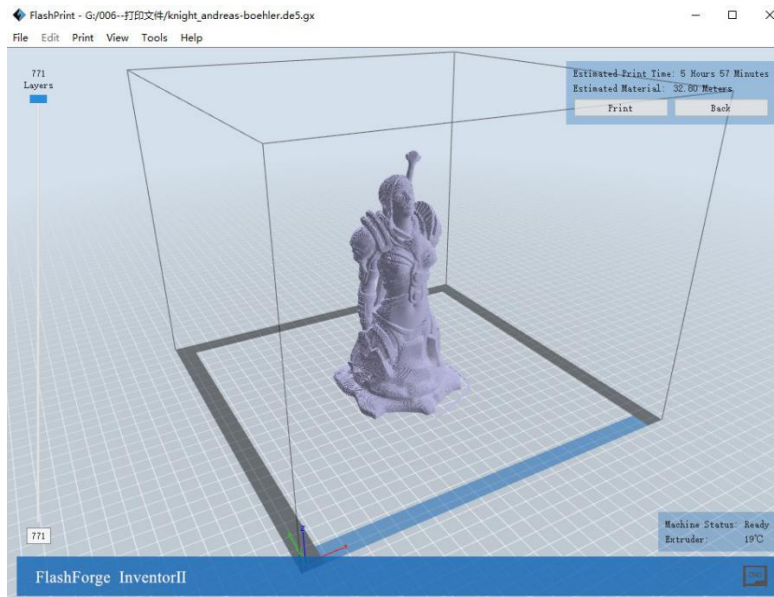 FlashPrint - G:/006--打印文件/knight_andreas-boehler.de5.gx
File Edit Print View Tools Help
771
Layers
Estimated Print Time: 5 Hours 57 Minutes
Estimated Material: 32.80 Meters
Print Back
771
Machine Status: Ready
Extruder: 19℃
FlashForge InventorII